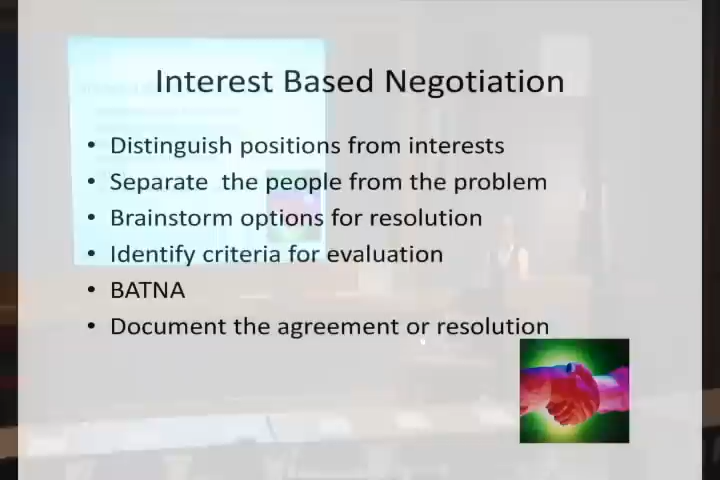 Interest Based Negotiation
• Distinguish positions from interests
• Separate the people from the problem
• Brainstorm options for resolution
• Identify criteria for evaluation
• BATNA
• Document the agreement or resolution